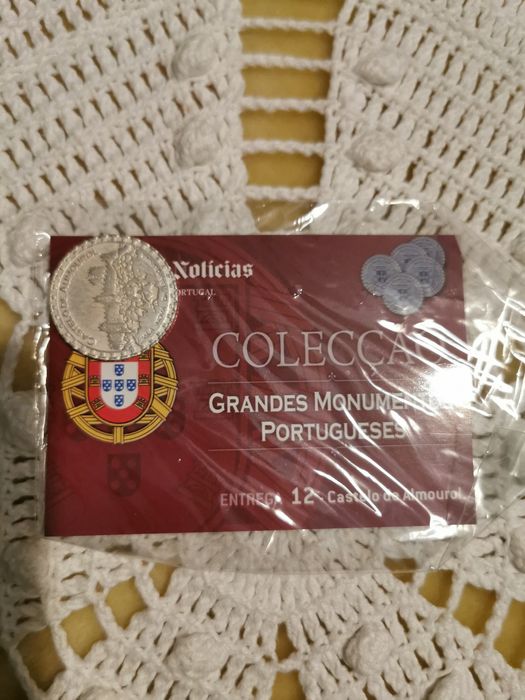 Notícias
PORTUGAL
COLECÇÃO
GRANDES MONUMENTOS
PORTUGUESES
ENTREGA 12 - Castelo de Almourol